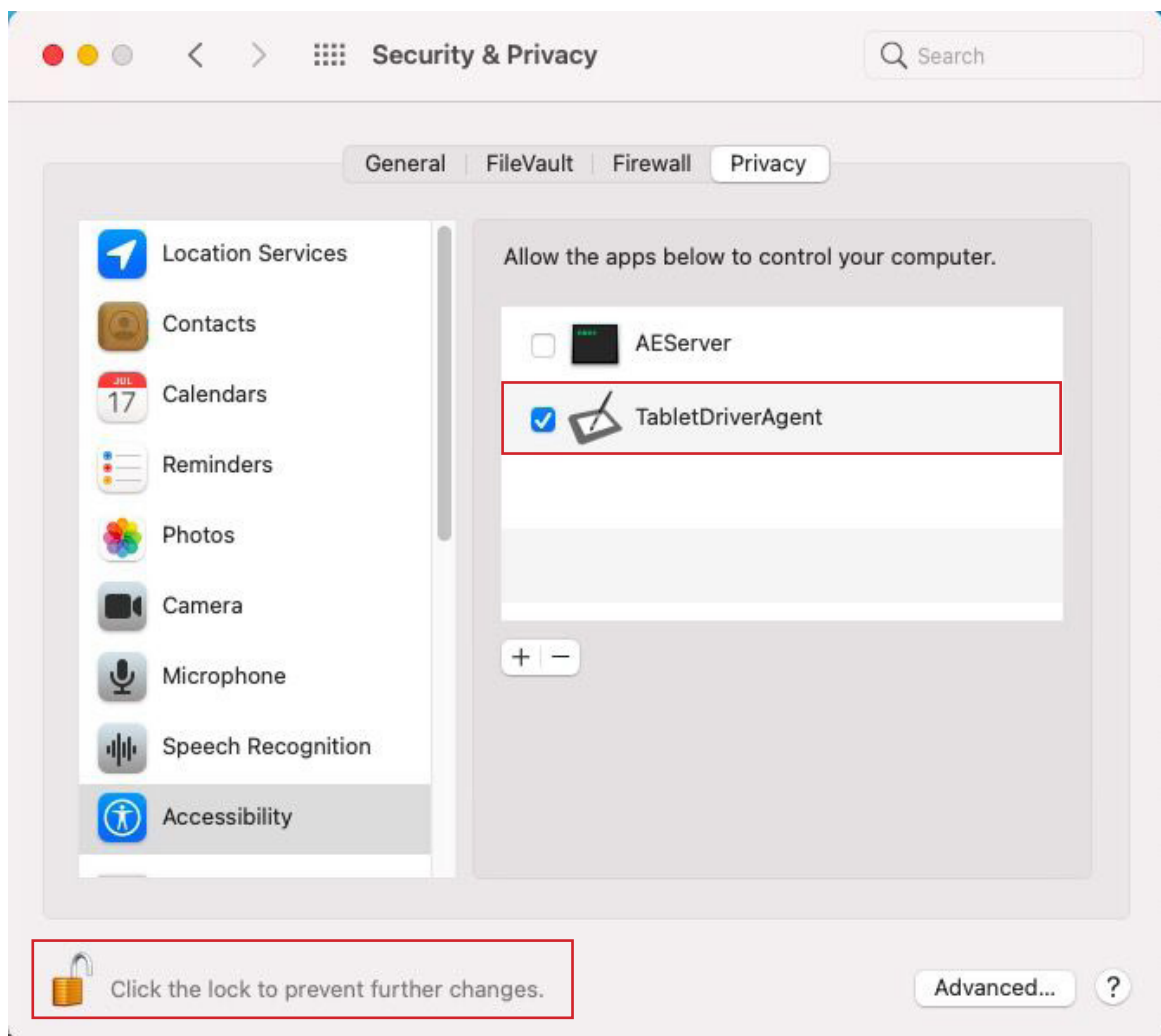 Security & Privacy
Search
General
FileVault
Firewall
Privacy
Location Services
Contacts
JUL
17
Calendars
Reminders
Photos
Camera
Microphone
Speech Recognition
Accessibility
Allow the apps below to control your computer.
AEServer
TabletDriverAgent
+ −
Click the lock to prevent further changes.
Advanced...
?